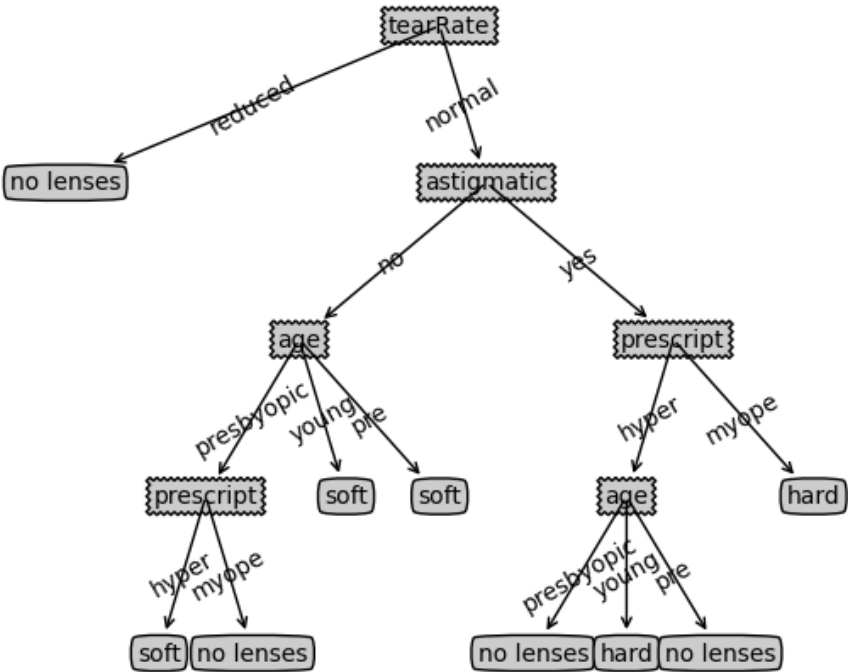 tearRate
reduced
normal
no lenses
astigmatic
no
yes
age
prescript
presbyopic
young
pre
hyper
myope
prescript
soft
soft
age
hard
hyper
myope
presbyopic
young
pre
soft
no lenses
no lenses
hard
no lenses